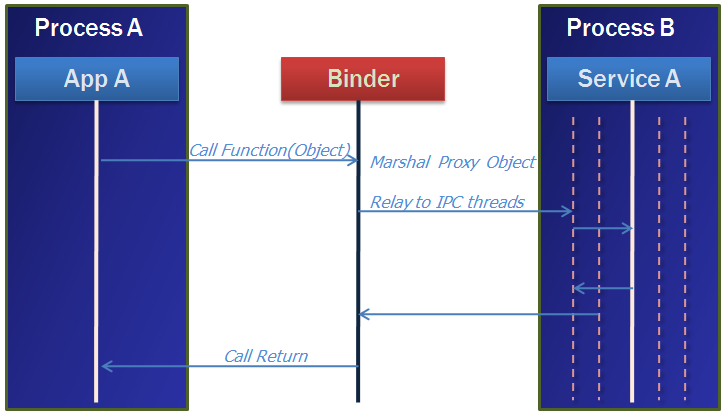 Process A
Process B
App A
Binder
Service A
Call Function(Object)
Marshal Proxy Object
Relay to IPC threads
Call Return